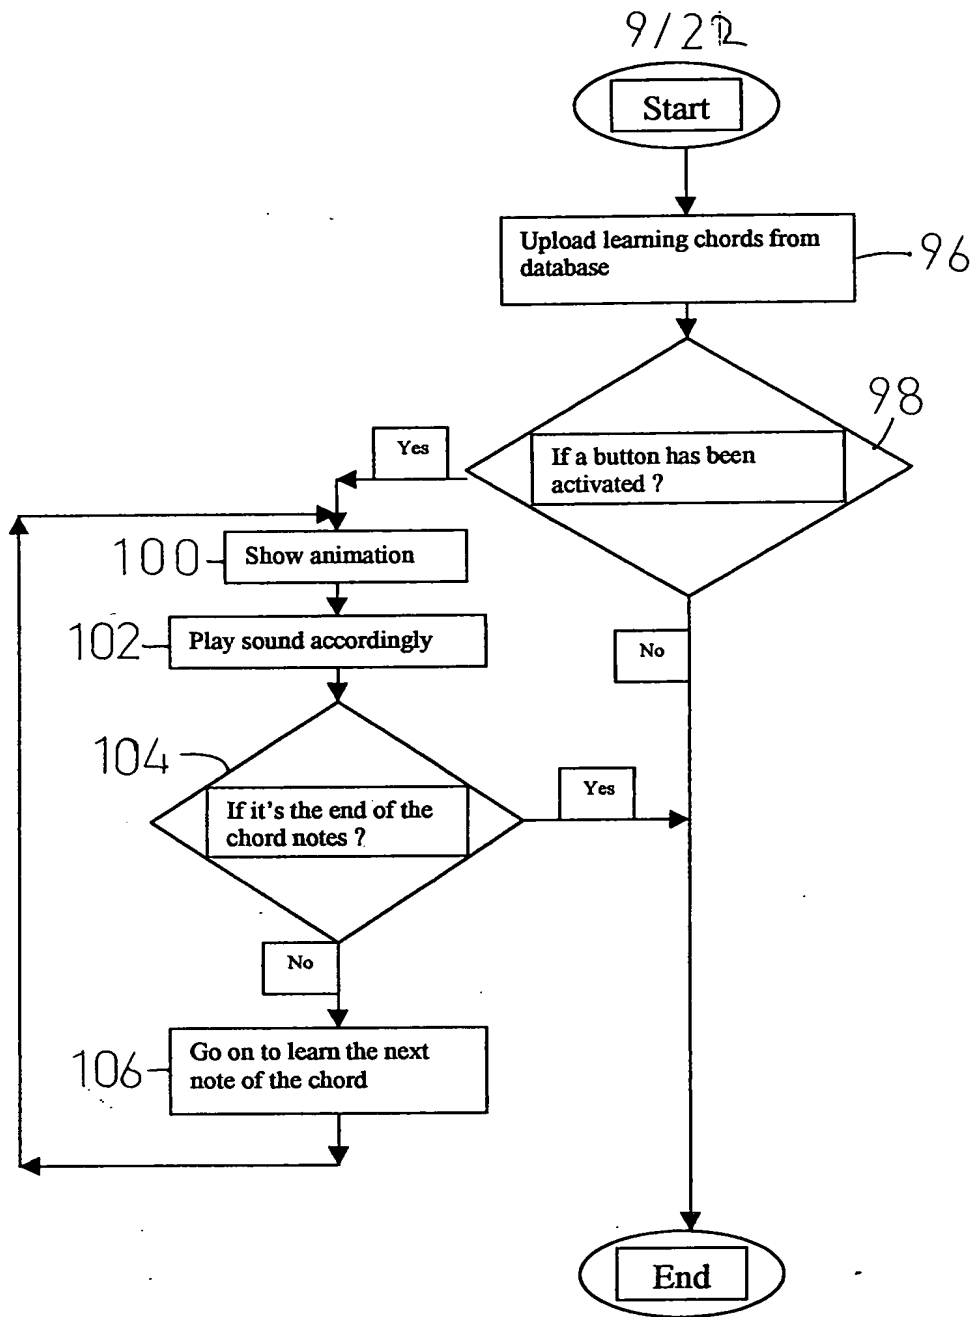 9/22
Start
Upload learning chords from
database
96
98
If a button has been
activated ?
Yes
100
Show animation
102
Play sound accordingly
No
104
If it's the end of the
chord notes ?
Yes
No
106
Go on to learn the next
note of the chord
End